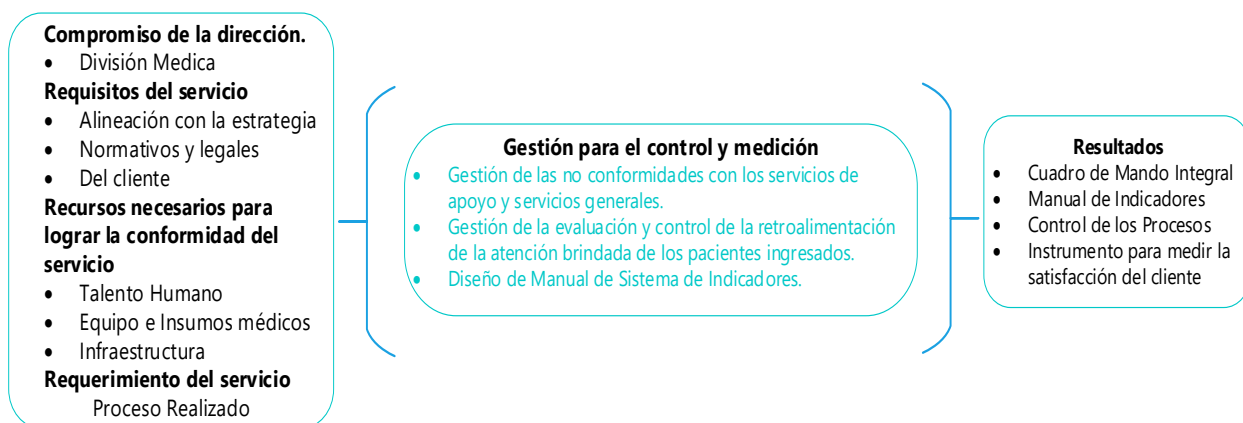 Compromiso de la dirección.
• División Medica
Requisitos del servicio
• Alineación con la estrategia
• Normativos y legales
• Del cliente
Recursos necesarios para
lograr la conformidad del
servicio
• Talento Humano
• Equipo e Insumos médicos
• Infraestructura
Requerimiento del servicio
Proceso Realizado
Gestión para el control y medición
• Gestión de las no conformidades con los servicios de
apoyo y servicios generales.
• Gestión de la evaluación y control de la retroalimentación
de la atención brindada de los pacientes ingresados.
• Diseño de Manual de Sistema de Indicadores.
Resultados
• Cuadro de Mando Integral
• Manual de Indicadores
• Control de los Procesos
• Instrumento para medir la
satisfacción del cliente